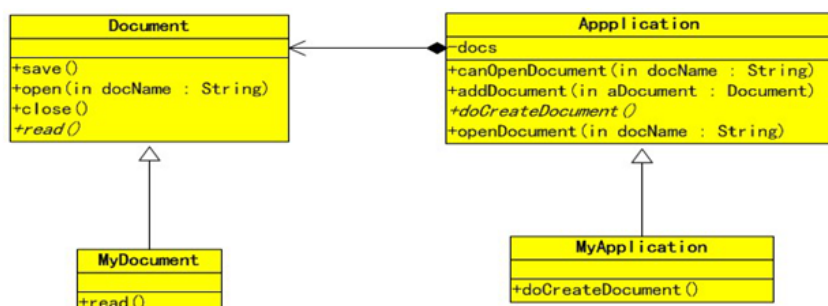 Document
+save()
+open(in docName : String)
+close()
+read()
Appplication
-docs
+canOpenDocument(in docName : String)
+addDocument(in aDocument : Document)
+doCreateDocument()
+openDocument(in docName : String)
MyDocument
+read()
MyApplication
+doCreateDocument()